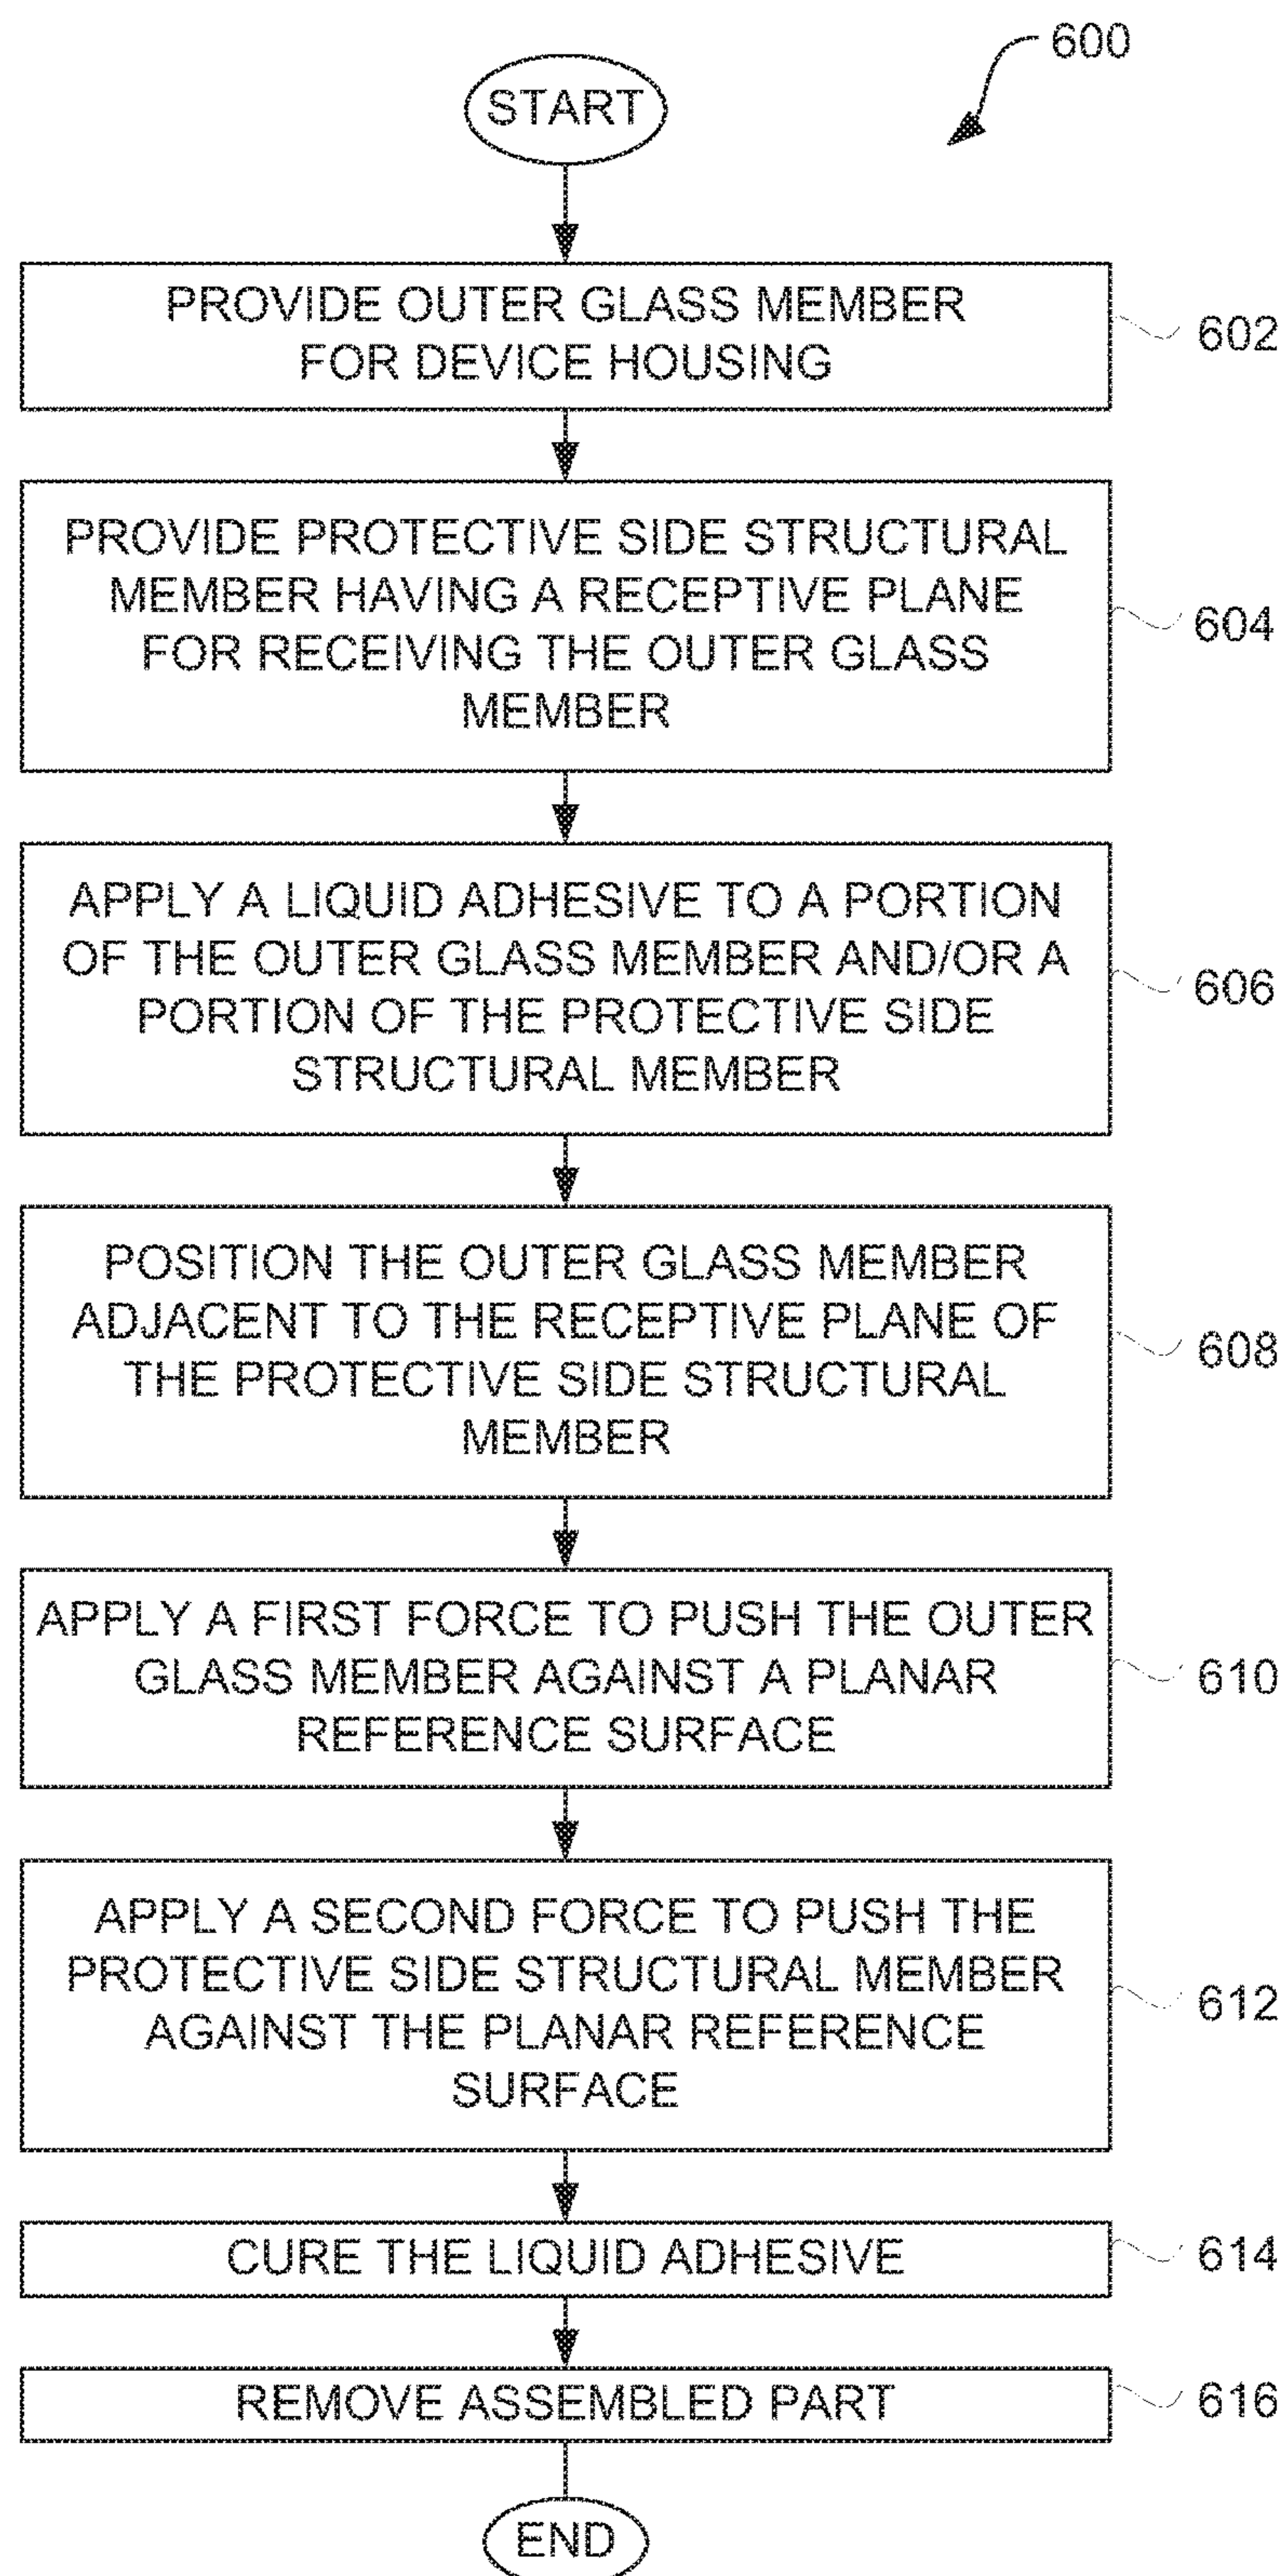 600
START
PROVIDE OUTER GLASS MEMBER
FOR DEVICE HOUSING
602
PROVIDE PROTECTIVE SIDE STRUCTURAL
MEMBER HAVING A RECEPTIVE PLANE
FOR RECEIVING THE OUTER GLASS
MEMBER
604
APPLY A LIQUID ADHESIVE TO A PORTION
OF THE OUTER GLASS MEMBER AND/OR A
PORTION OF THE PROTECTIVE SIDE
STRUCTURAL MEMBER
606
POSITION THE OUTER GLASS MEMBER
ADJACENT TO THE RECEPTIVE PLANE OF
THE PROTECTIVE SIDE STRUCTURAL
MEMBER
608
APPLY A FIRST FORCE TO PUSH THE OUTER
GLASS MEMBER AGAINST A PLANAR
REFERENCE SURFACE
610
APPLY A SECOND FORCE TO PUSH THE
PROTECTIVE SIDE STRUCTURAL MEMBER
AGAINST THE PLANAR REFERENCE
SURFACE
612
CURE THE LIQUID ADHESIVE
614
REMOVE ASSEMBLED PART
616
END